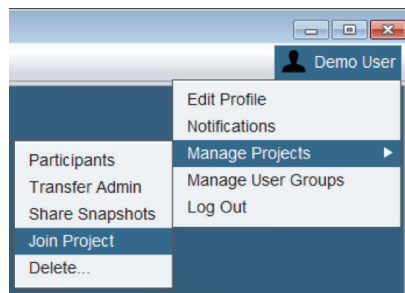 Demo User
Edit Profile
Notifications
Manage Projects
Manage User Groups
Log Out
Participants
Transfer Admin
Share Snapshots
Join Project
Delete...